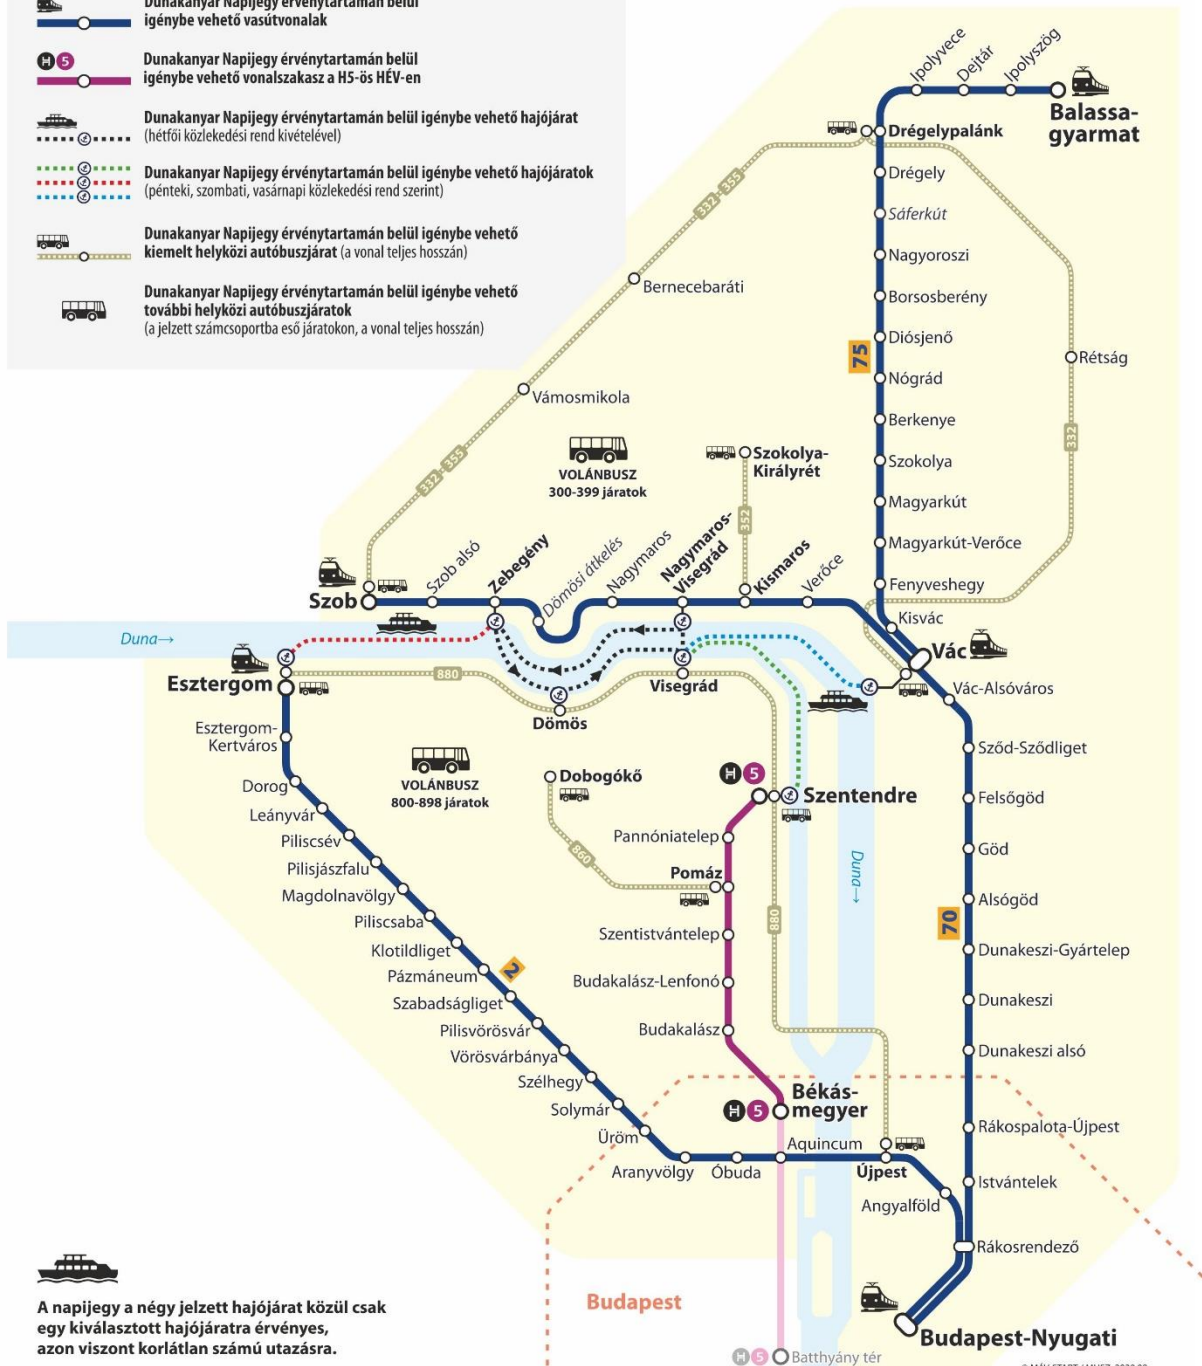 Dunakanyar Napijegy érvénytartamán belül
igénybe vehető vasútvonalak
H 5
Dunakanyar Napijegy érvénytartamán belül
igénybe vehető vonalszakasz a H5-ös HÉV-en
Dunakanyar Napijegy érvénytartamán belül igénybe vehető hajójárat
(hétfői közlekedési rend kivételével)
Dunakanyar Napijegy érvénytartamán belül igénybe vehető hajójáratok
(pénteki, szombati, vasárnapi közlekedési rend szerint)
Dunakanyar Napijegy érvénytartamán belül igénybe vehető
kiemelt helyközi autóbuszjárat (a vonal teljes hosszán)
Dunakanyar Napijegy érvénytartamán belül igénybe vehető
további helyközi autóbuszjáratok
(a jelzett számcsoportba eső járatokon, a vonal teljes hosszán)
Ipolyvece
Dejtár
Ipolyszög
Balassa-
gyarmat
Drégelypalánk
Drégely
Sáferkút
Nagyoroszi
Borsosberény
Diósjenő
75
Nógrád
Berkenye
Szokolya
Magyarkút
Magyarkút-Verőce
Fenyveshegy
Kisvác
Rétság
332
332-355
Bernecebaráti
Vámosmikola
332-355
VOLÁNBUSZ
300-399 járatok
Szokolya-
Királyrét
352
Szob
Szob alsó
Zebegény
Dömösi átkelés
Nagymaros
Nagymaros-
Visegrád
Kismaros
Verőce
Vác
Duna→
Esztergom
880
Dömös
Visegrád
Vác-Alsóváros
Sződ-Sződliget
Felsőgöd
Göd
Alsógöd
70
Dunakeszi-Gyártelep
Dunakeszi
Dunakeszi alsó
Rákospalota-Újpest
Istvántelek
Rákosrendező
Budapest-Nyugati
Esztergom-
Kertváros
Dorog
Leányvár
Piliscsév
Pilisjászfalu
Magdolnavölgy
Piliscsaba
Klotildliget
Pázmáneum
2
Szabadságliget
Pilisvörösvár
Vörösvárbánya
Szélhegy
Solymár
Üröm
Aranyvölgy
Óbuda
Aquincum
Újpest
Angyalföld
VOLÁNBUSZ
800-898 járatok
Dobogókő
860
H 5
Szentendre
Pannóniatelep
Pomáz
Szentistvántelep
Budakalász-Lenfonó
Budakalász
880
Duna→
H 5
Békás-
megyer
Budapest
H 5 Batthyány tér
A napijegy a négy jelzett hajójárat közül csak
egy kiválasztott hajójáratra érvényes,
azon viszont korlátlan számú utazásra.